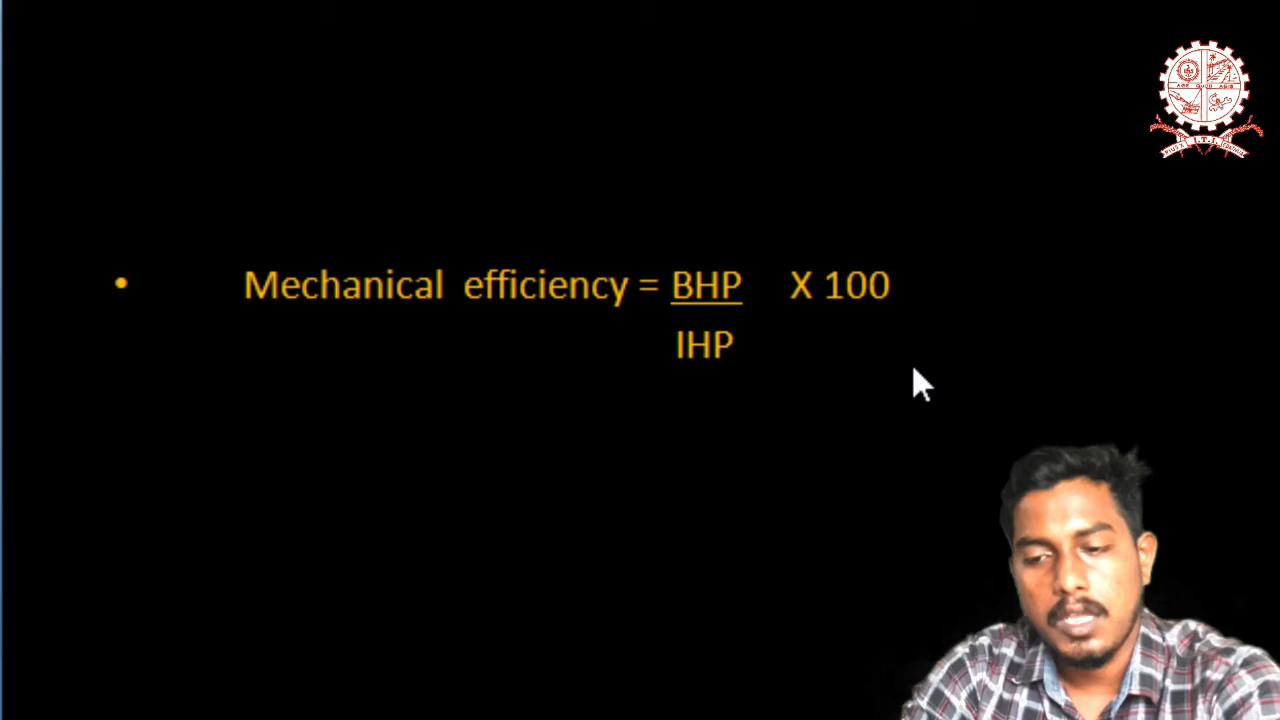 • Mechanical efficiency = BHP X 100
IHP
I.T.I.